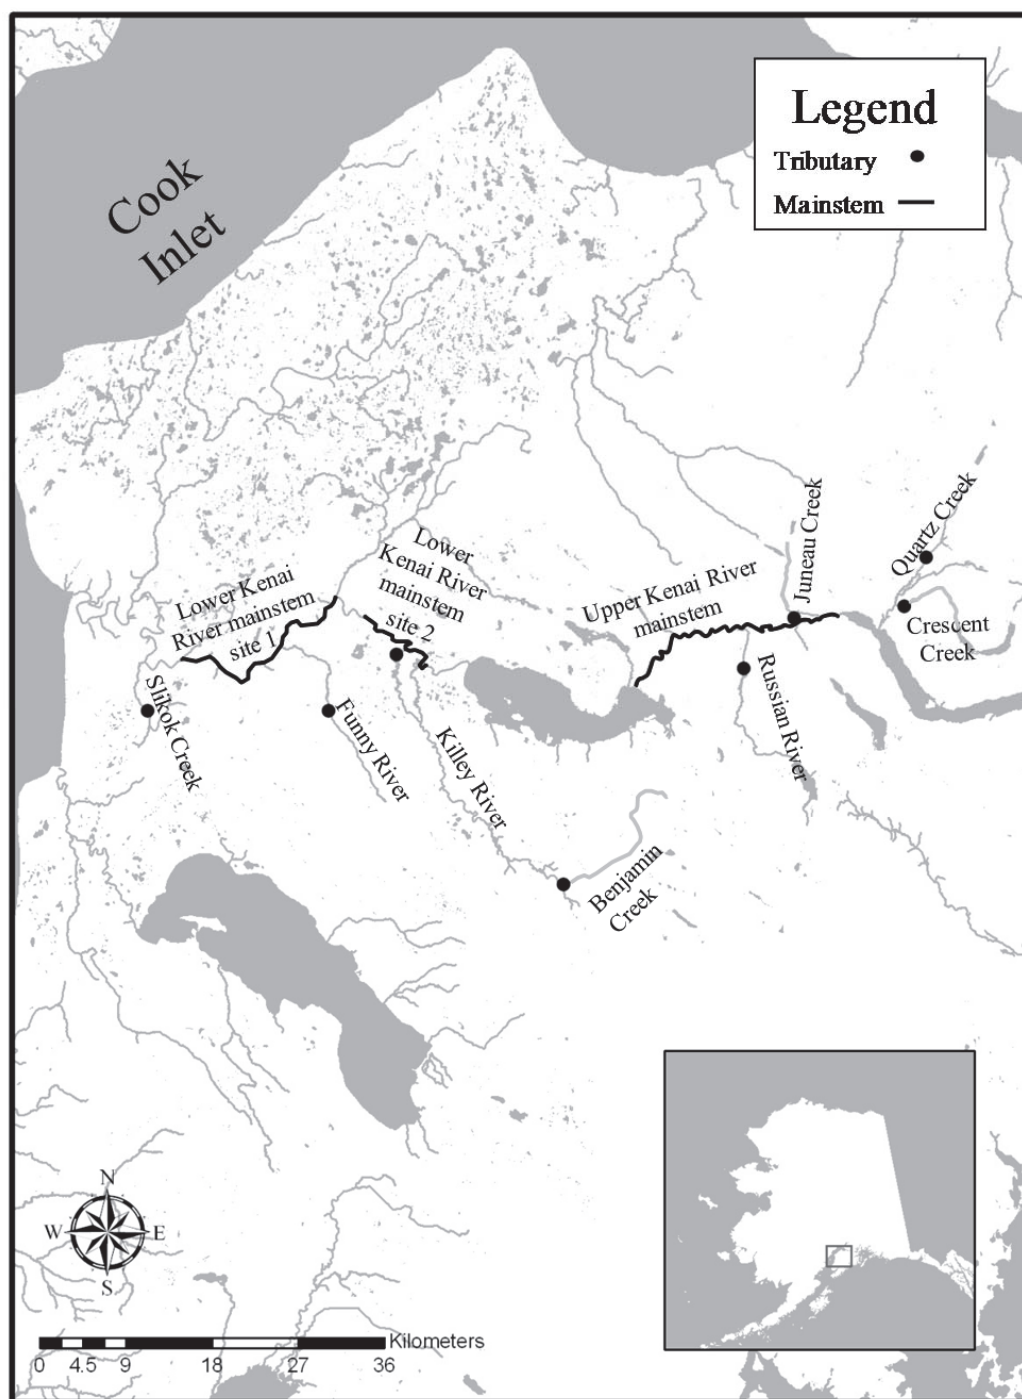 Legend
Tributary
Mainstem
Cook
Inlet
Lower Kenai
River mainstem
site 1
Lower
Kenai River
mainstem
site 2
Upper Kenai River
mainstem
Juneau Creek
Quartz Creek
Crescent
Creek
Slikok Creek
Funny River
Killey River
Russian River
Benjamin
Creek
N
W E
S
Kilometers
0 4.5 9 18 27 36